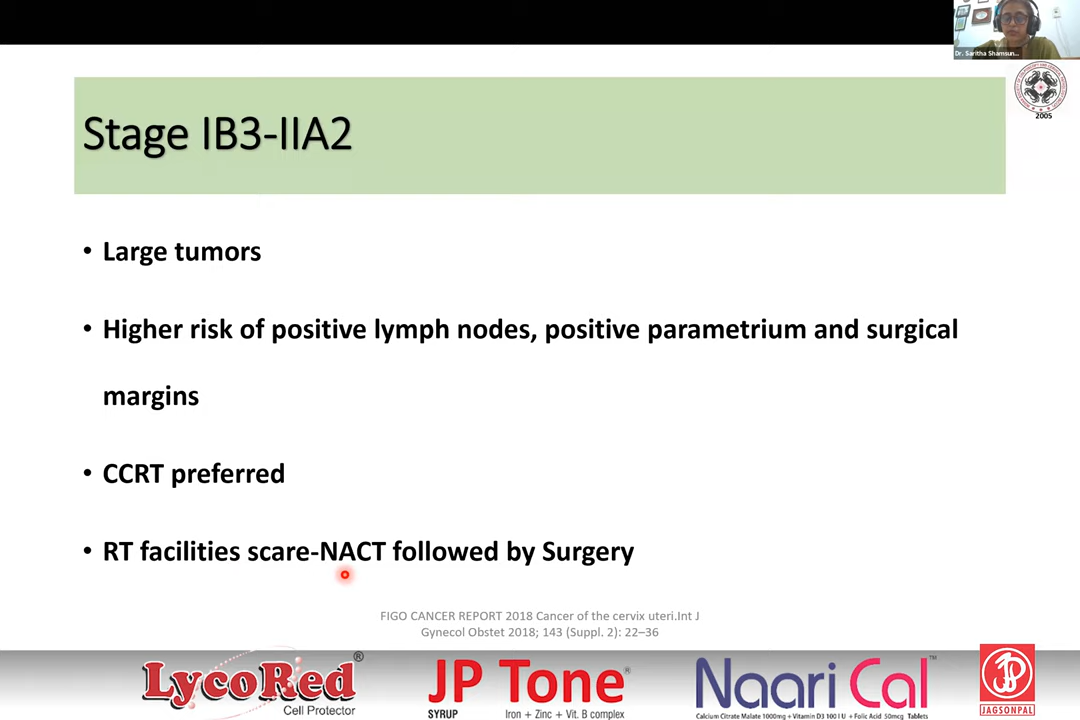 Dr. Saritha Shamsun...
2005
Stage IB3-IIA2
• Large tumors
• Higher risk of positive lymph nodes, positive parametrium and surgical
margins
• CCRT preferred
• RT facilities scare-NACT followed by Surgery
FIGO CANCER REPORT 2018 Cancer of the cervix uteri.Int J
Gynecol Obstet 2018; 143 (Suppl. 2): 22–36
LycoRed®
Cell Protector
JP Tone®
SYRUP Iron + Zinc + Vit. B complex
Naari Cal™
Calcium Citrate Malate 1000mg + Vitamin D3 100 I U + Folic Acid 50mcg Tablets
JAGSONPAL